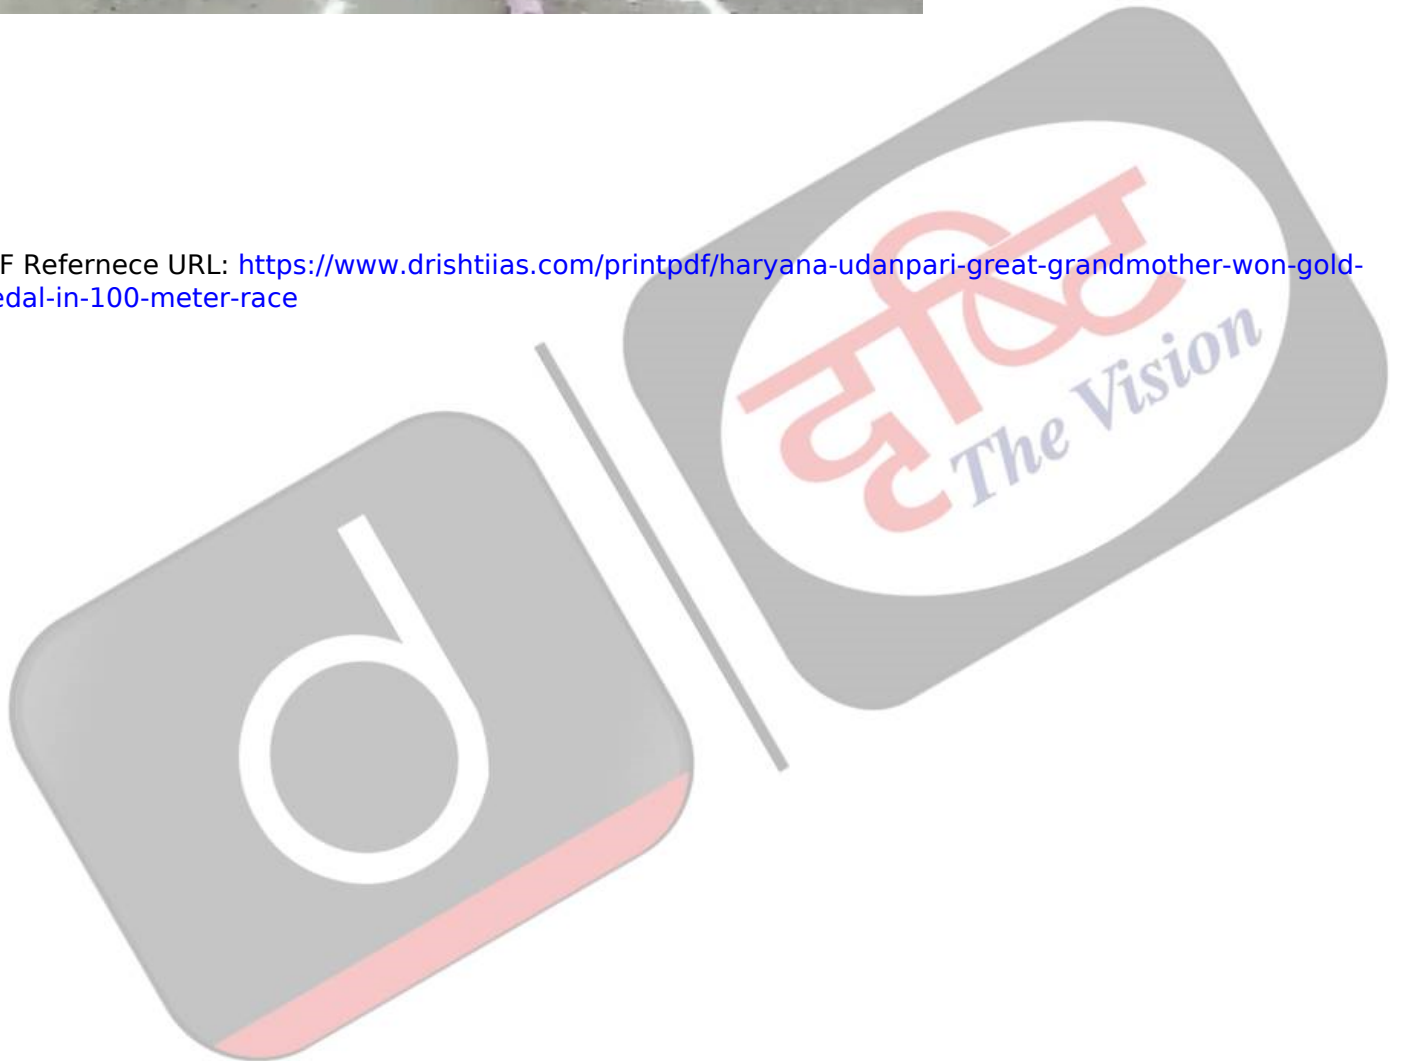 F Refernece URL: https://www.drishtiias.com/printpdf/haryana-udanpari-great-grandmother-won-gold-
edal-in-100-meter-race
दृष्टि
The Vision
d